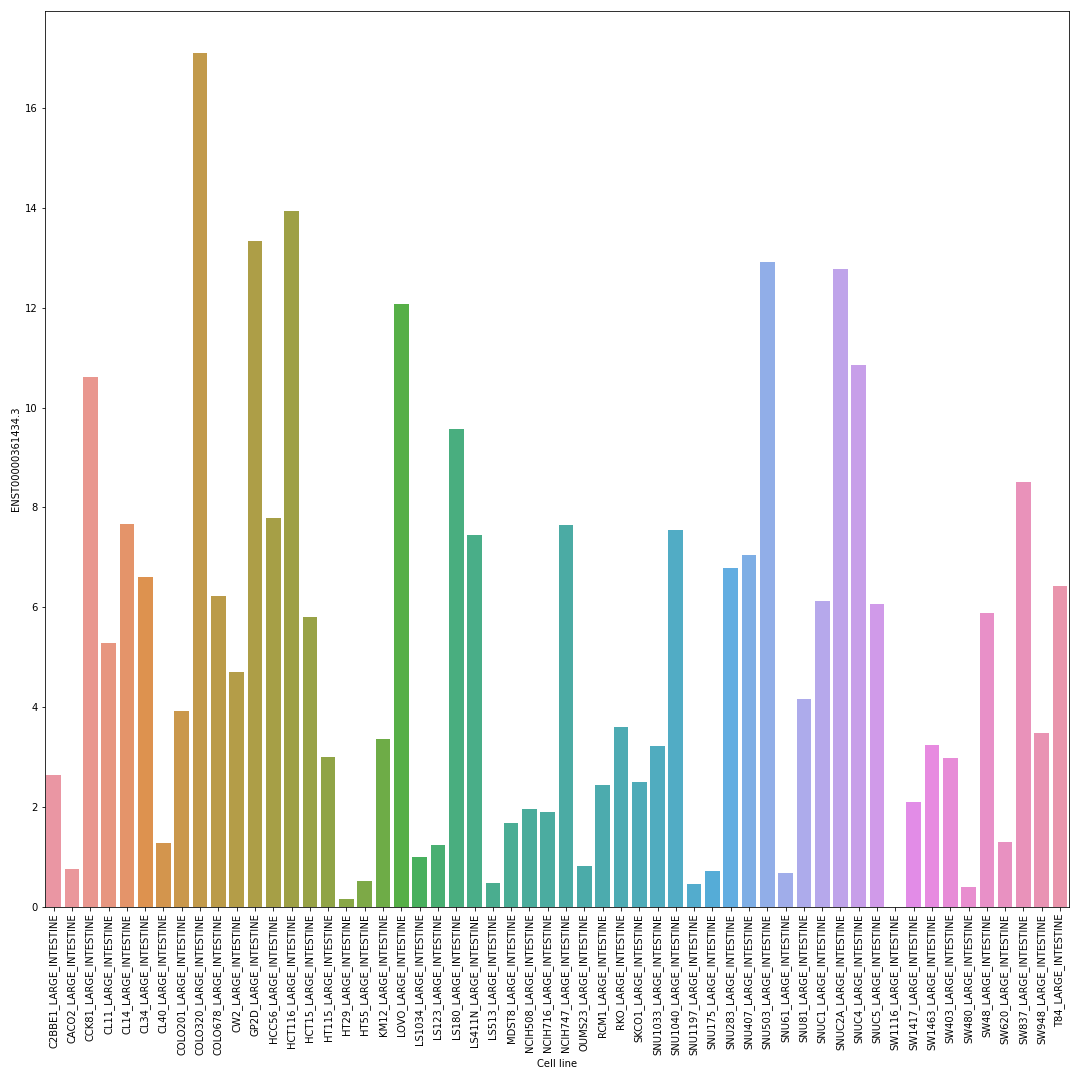 16
14
12
10
8
6
4
2
0
ENST00000361434.3
C2BBE1_LARGE_INTESTINE
CACO2_LARGE_INTESTINE
CCK81_LARGE_INTESTINE
CL11_LARGE_INTESTINE
CL14_LARGE_INTESTINE
CL34_LARGE_INTESTINE
CL40_LARGE_INTESTINE
COLO201_LARGE_INTESTINE
COLO320_LARGE_INTESTINE
COLO678_LARGE_INTESTINE
CW2_LARGE_INTESTINE
GP2D_LARGE_INTESTINE
HCC56_LARGE_INTESTINE
HCT116_LARGE_INTESTINE
HCT15_LARGE_INTESTINE
HT115_LARGE_INTESTINE
HT29_LARGE_INTESTINE
HT55_LARGE_INTESTINE
KM12_LARGE_INTESTINE
LOVO_LARGE_INTESTINE
LS1034_LARGE_INTESTINE
LS123_LARGE_INTESTINE
LS180_LARGE_INTESTINE
LS411N_LARGE_INTESTINE
LS513_LARGE_INTESTINE
MDST8_LARGE_INTESTINE
NCIH508_LARGE_INTESTINE
NCIH716_LARGE_INTESTINE
NCIH747_LARGE_INTESTINE
OUMS23_LARGE_INTESTINE
RCM1_LARGE_INTESTINE
RKO_LARGE_INTESTINE
SKCO1_LARGE_INTESTINE
SNU1033_LARGE_INTESTINE
SNU1040_LARGE_INTESTINE
SNU1197_LARGE_INTESTINE
SNU175_LARGE_INTESTINE
SNU283_LARGE_INTESTINE
SNU407_LARGE_INTESTINE
SNU503_LARGE_INTESTINE
SNU61_LARGE_INTESTINE
SNU81_LARGE_INTESTINE
SNUC1_LARGE_INTESTINE
SNUC2A_LARGE_INTESTINE
SNUC4_LARGE_INTESTINE
SNUC5_LARGE_INTESTINE
SW1116_LARGE_INTESTINE
SW1417_LARGE_INTESTINE
SW1463_LARGE_INTESTINE
SW403_LARGE_INTESTINE
SW480_LARGE_INTESTINE
SW48_LARGE_INTESTINE
SW620_LARGE_INTESTINE
SW837_LARGE_INTESTINE
SW948_LARGE_INTESTINE
T84_LARGE_INTESTINE
Cell line